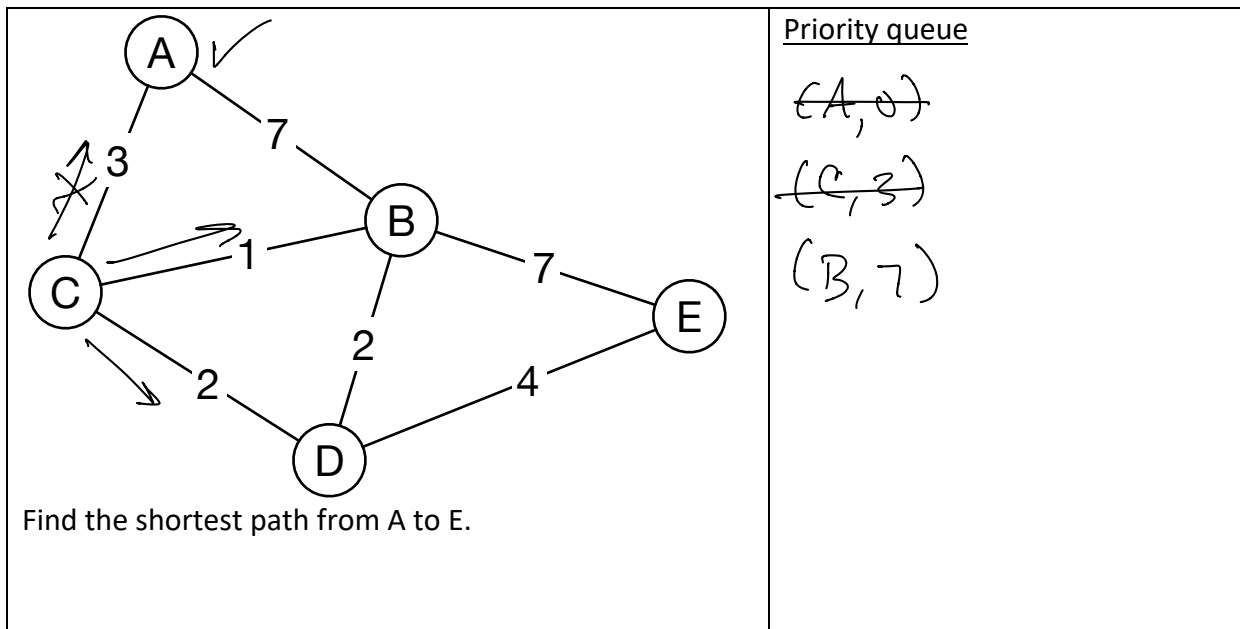 Priority queue
A
(A,0)
7
3
(C,3)
B
1
(B,7)
7
C
E
2
2
4
D
Find the shortest path from A to E.